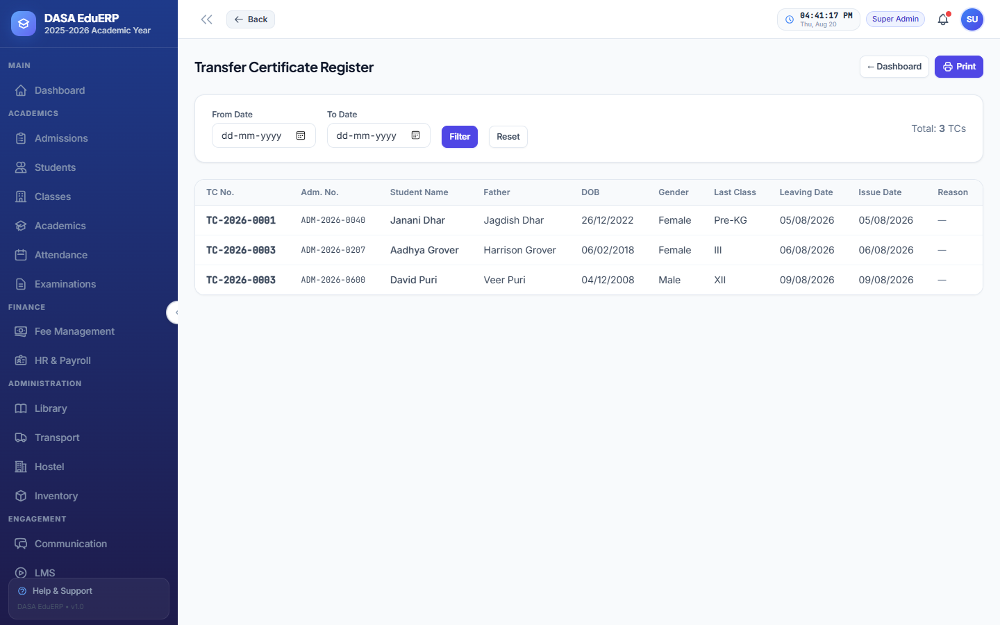 DASA EduERP
2025-2026 Academic Year
MAIN
Dashboard
ACADEMICS
Admissions
Students
Classes
Academics
Attendance
Examinations
FINANCE
Fee Management
HR & Payroll
ADMINISTRATION
Library
Transport
Hostel
Inventory
ENGAGEMENT
Communication
LMS
Help & Support
DASA EduERP • v1.0
← Back
04:41:17 PM
Thu, Aug 20
Super Admin
SU
Transfer Certificate Register
← Dashboard
Print
From Date
To Date
dd-mm-yyyy
dd-mm-yyyy
Filter
Reset
Total: 3 TCs
TC No. Adm. No. Student Name Father DOB Gender Last Class Leaving Date Issue Date Reason
TC-2026-0001 ADM-2026-0040 Janani Dhar Jagdish Dhar 26/12/2022 Female Pre-KG 05/08/2026 05/08/2026 —
TC-2026-0003 ADM-2026-0207 Aadhya Grover Harrison Grover 06/02/2018 Female III 06/08/2026 06/08/2026 —
TC-2026-0003 ADM-2026-0600 David Puri Veer Puri 04/12/2008 Male XII 09/08/2026 09/08/2026 —